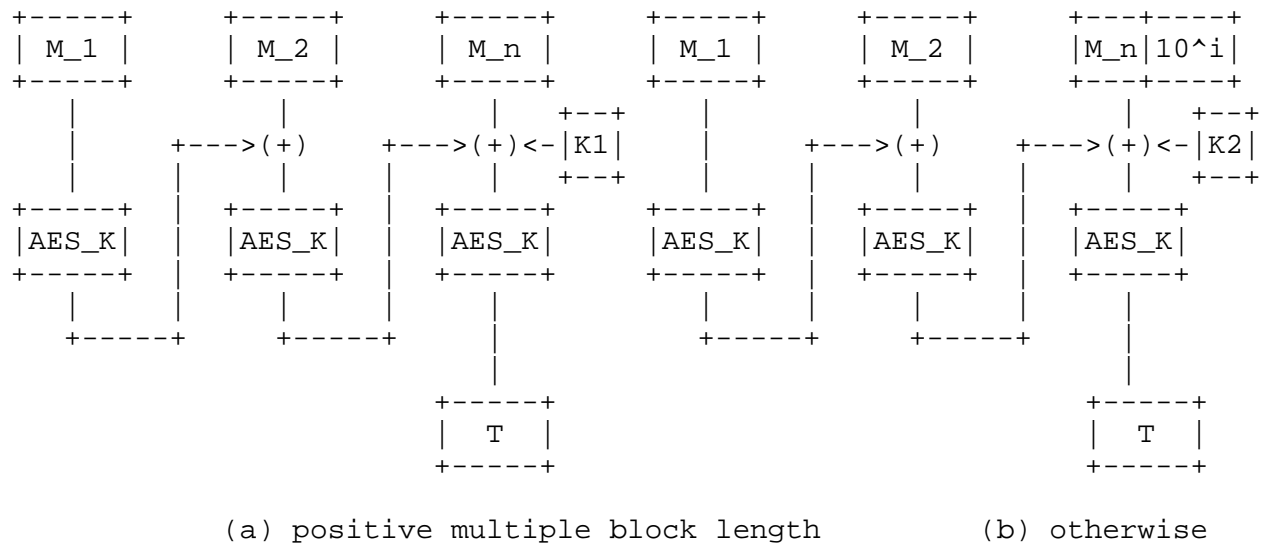 +-----+     +-----+     +-----+     +-----+     +-----+     +---+----+
| M_1 |     | M_2 |     | M_n |     | M_1 |     | M_2 |     |M_n|10^i|
+-----+     +-----+     +-----+     +-----+     +-----+     +---+----+
   |           |           |   +--+    |           |           |   +--+
   |     +--->(+)    +--->(+)<-|K1|    |     +--->(+)    +--->(+)<-|K2|
   |     |     |     |     |   +--+    |     |     |     |     |   +--+
+-----+  |  +-----+  |  +-----+     +-----+  |  +-----+  |  +-----+
|AES_K|  |  |AES_K|  |  |AES_K|     |AES_K|  |  |AES_K|  |  |AES_K|
+-----+  |  +-----+  |  +-----+     +-----+  |  +-----+  |  +-----+
   |     |     |     |     |           |     |     |     |     |
   +-----+     +-----+     |           +-----+     +-----+     |
                           |                                   |
                        +-----+                              +-----+
                        |  T  |                              |  T  |
                        +-----+                              +-----+
            (a) positive multiple block length         (b) otherwise